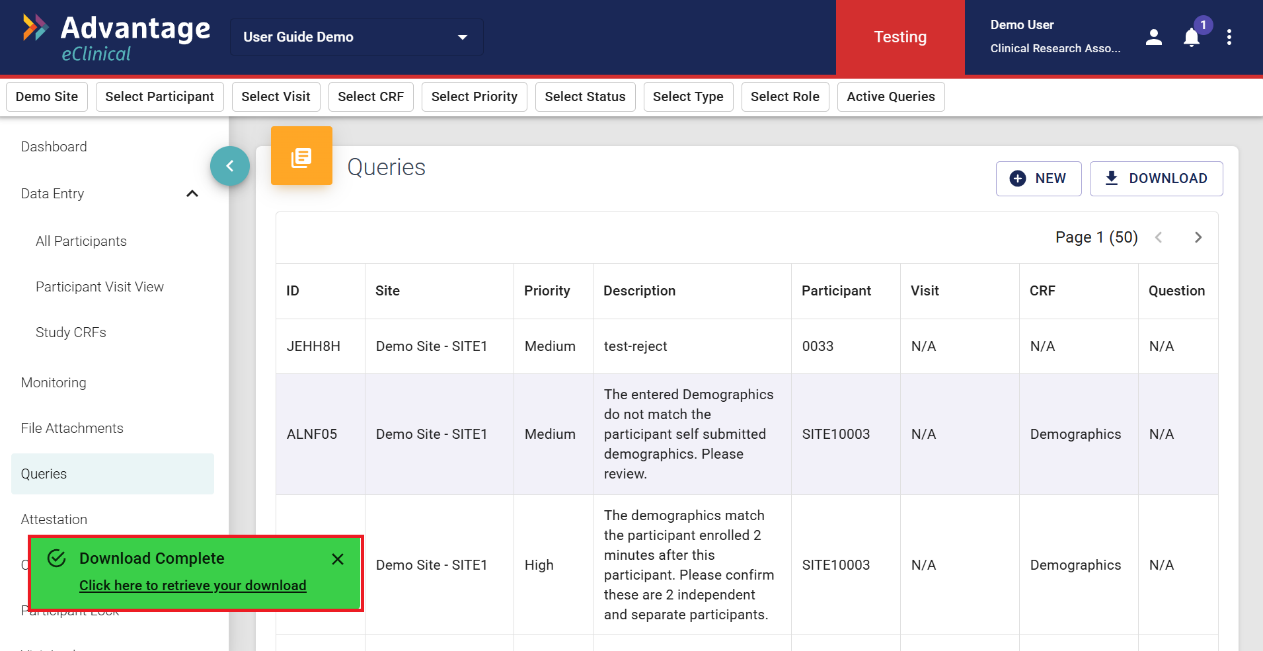 Advantage
eClinical
User Guide Demo
Testing
Demo User
Clinical Research Asso...
1
Demo Site
Select Participant
Select Visit
Select CRF
Select Priority
Select Status
Select Type
Select Role
Active Queries
Dashboard
Data Entry
All Participants
Participant Visit View
Study CRFs
Monitoring
File Attachments
Queries
Attestation
Download Complete
Click here to retrieve your download
Participant Lock
Queries
NEW
DOWNLOAD
Page 1 (50)
ID Site Priority Description Participant Visit CRF Question
JEHH8H Demo Site - SITE1 Medium test-reject 0033 N/A N/A N/A
The entered Demographics
do not match the
ALNF05 Demo Site - SITE1 Medium participant self submitted SITE10003 N/A Demographics N/A
demographics. Please
review.
The demographics match
the participant enrolled 2
minutes after this
Demo Site - SITE1 High participant. Please confirm SITE10003 N/A Demographics N/A
these are 2 independent
and separate participants.